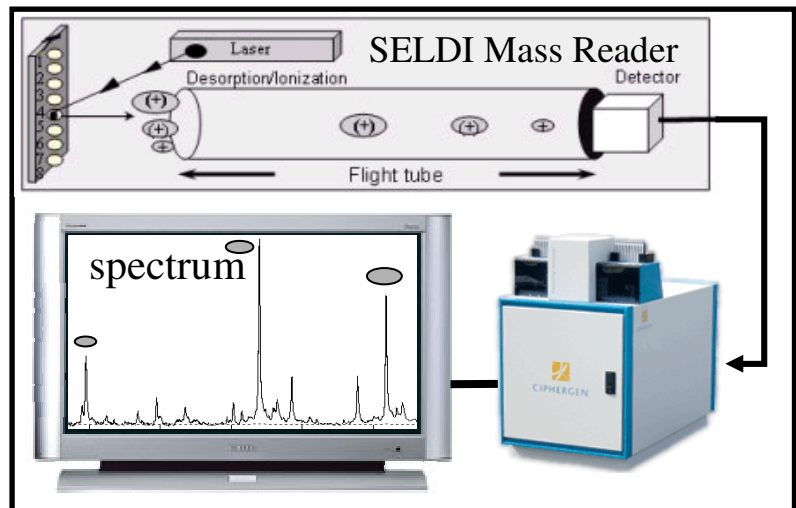 SELDI Mass Reader
Laser
Desorption/Ionization
Detector
1
2
3
4
5
6
7
8
(+)
(+)
(+)
(+)
(+)
+
+
Flight tube
spectrum
CIPHERGEN